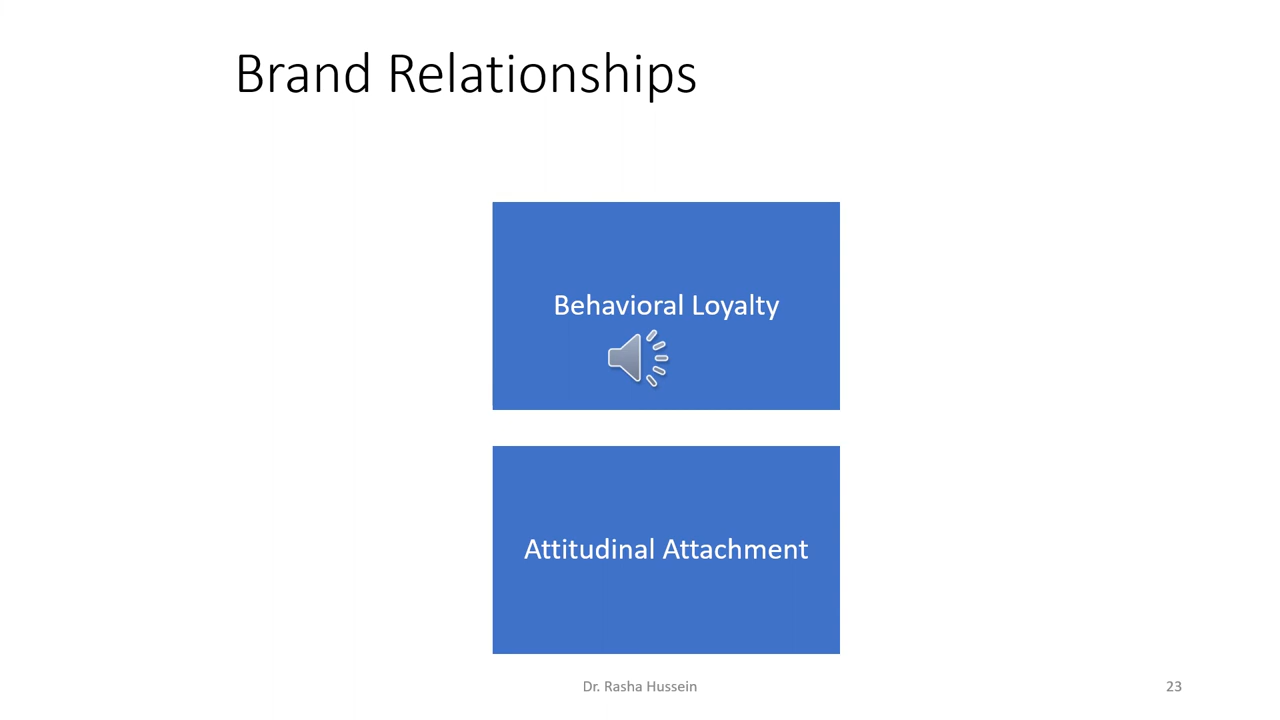 Brand Relationships
Behavioral Loyalty
Attitudinal Attachment
Dr. Rasha Hussein
23